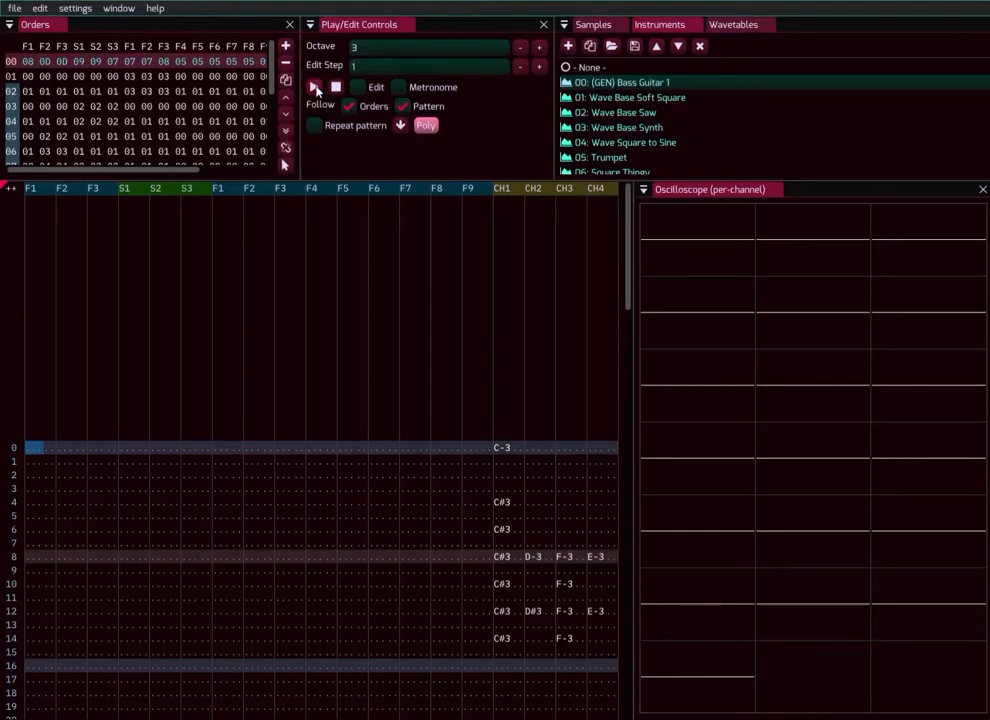 file edit settings window help
Orders
Play/Edit Controls
Samples Instruments Wavetables
F1 F2 F3 S1 S2 S3 F1 F2 F3 F4 F5 F6 F7 F8
00 08 0D 0D 09 09 07 07 07 08 05 05 05 05 05 0
01 00 00 00 00 00 03 03 03 00 00 00 00 00 00 0
02 01 01 01 01 01 01 01 01 01 01 01 01 01 01 0
03 00 00 00 02 02 02 00 00 00 00 00 00 00 00 0
04 01 01 01 02 02 02 01 01 01 01 01 01 01 01 0
05 00 02 02 01 01 01 00 00 00 00 00 00 00 00 0
06 01 03 03 01 01 01 01 01 01 01 01 01 01 01 0
Octave 3 - +
Edit Step 1 - +
Edit Metronome
Follow Orders Pattern
Repeat pattern Poly
- None -
00: (GEN) Bass Guitar 1
01: Wave Base Soft Square
02: Wave Base Saw
03: Wave Base Synth
04: Wave Square to Sine
05: Trumpet
06: Square Thingy
++ F1 F2 F3 S1 S2 S3 F1 F2 F3 F4 F5 F6 F7 F8 F9 CH1 CH2 CH3 CH4
Oscilloscope (per-channel)
0 C-3
1
2
3
4 C#3
5
6 C#3
7
8 C#3 D-3 F-3 E-3
9
10 C#3 F-3
11
12 C#3 D#3 F-3 E-3
13
14 C#3 F-3
15
16
17
18
19